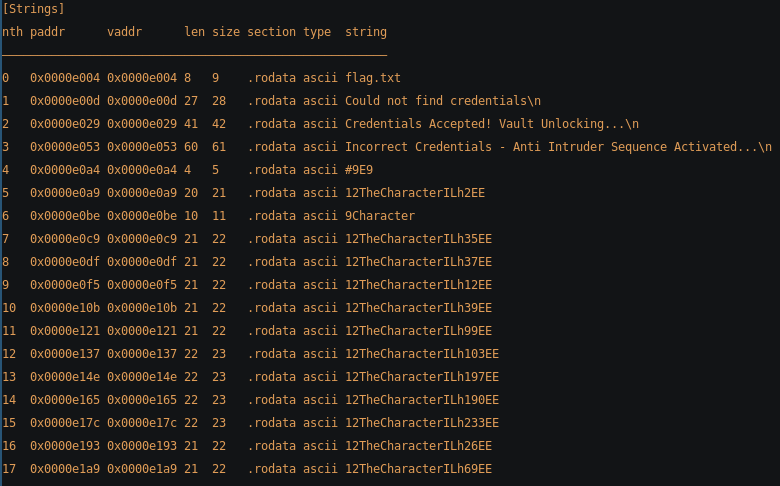 [Strings]
nth paddr      vaddr      len size section type  string
0   0x0000e004 0x0000e004 8   9    .rodata ascii flag.txt
1   0x0000e00d 0x0000e00d 27  28   .rodata ascii Could not find credentials\n
2   0x0000e029 0x0000e029 41  42   .rodata ascii Credentials Accepted! Vault Unlocking...\n
3   0x0000e053 0x0000e053 60  61   .rodata ascii Incorrect Credentials - Anti Intruder Sequence Activated...\n
4   0x0000e0a4 0x0000e0a4 4   5    .rodata ascii #9E9
5   0x0000e0a9 0x0000e0a9 20  21   .rodata ascii 12TheCharacterILh2EE
6   0x0000e0be 0x0000e0be 10  11   .rodata ascii 9Character
7   0x0000e0c9 0x0000e0c9 21  22   .rodata ascii 12TheCharacterILh35EE
8   0x0000e0df 0x0000e0df 21  22   .rodata ascii 12TheCharacterILh37EE
9   0x0000e0f5 0x0000e0f5 21  22   .rodata ascii 12TheCharacterILh12EE
10  0x0000e10b 0x0000e10b 21  22   .rodata ascii 12TheCharacterILh39EE
11  0x0000e121 0x0000e121 21  22   .rodata ascii 12TheCharacterILh99EE
12  0x0000e137 0x0000e137 22  23   .rodata ascii 12TheCharacterILh103EE
13  0x0000e14e 0x0000e14e 22  23   .rodata ascii 12TheCharacterILh197EE
14  0x0000e165 0x0000e165 22  23   .rodata ascii 12TheCharacterILh190EE
15  0x0000e17c 0x0000e17c 22  23   .rodata ascii 12TheCharacterILh233EE
16  0x0000e193 0x0000e193 21  22   .rodata ascii 12TheCharacterILh26EE
17  0x0000e1a9 0x0000e1a9 21  22   .rodata ascii 12TheCharacterILh69EE